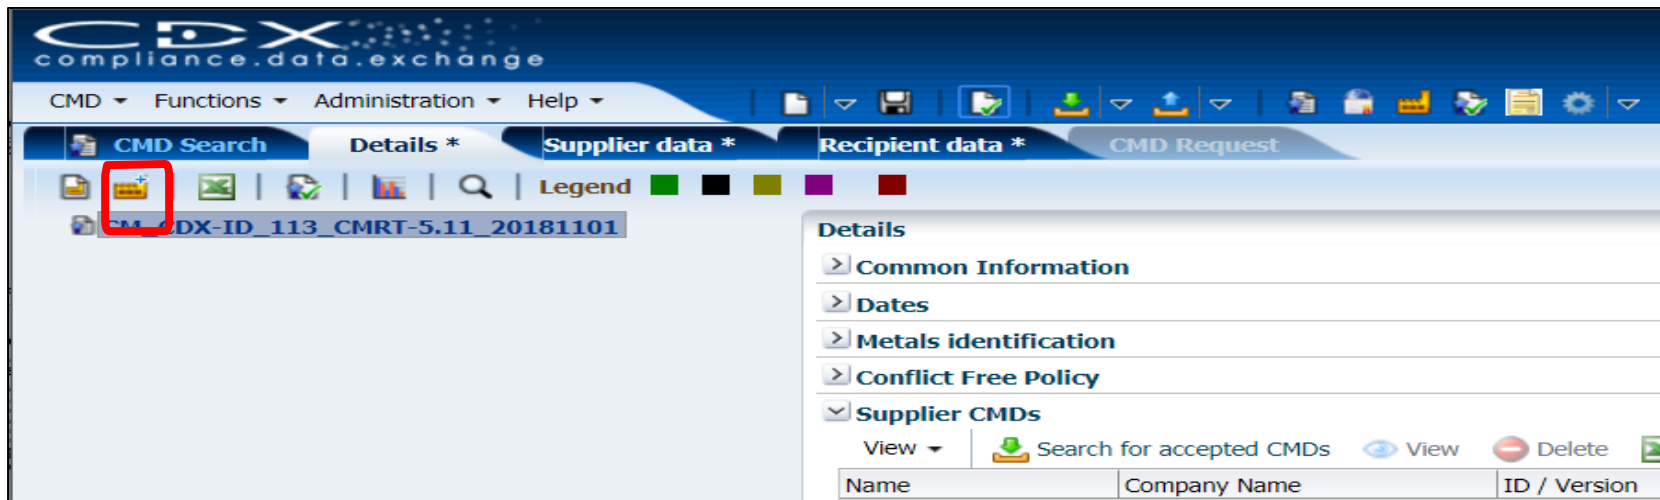 CDX
compliance.data.exchange
CMD Functions Administration Help
CMD Search Details * Supplier data * Recipient data * CMD Request
Legend
CM_CDX-ID_113_CMRT-5.11_20181101
Details
Common Information
Dates
Metals identification
Conflict Free Policy
Supplier CMDs
View Search for accepted CMDs View Delete
Name Company Name ID / Version